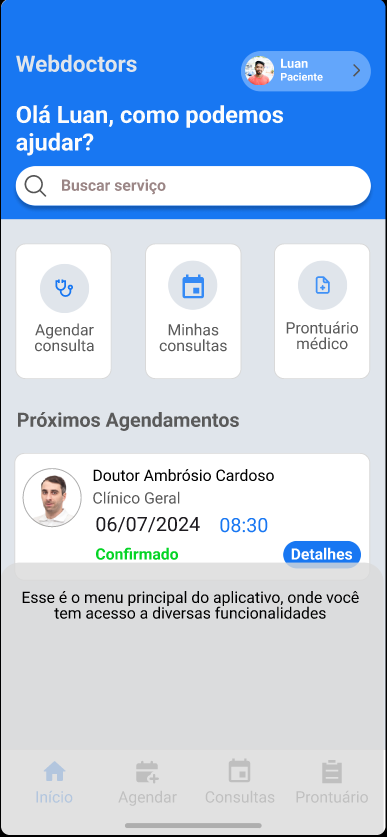 Webdoctors
Luan
Paciente
Olá Luan, como podemos
ajudar?
Buscar serviço
Agendar
consulta
Minhas
consultas
Prontuário
médico
Próximos Agendamentos
Doutor Ambrósio Cardoso
Clínico Geral
06/07/2024 08:30
Confirmado
Detalhes
Esse é o menu principal do aplicativo, onde você
tem acesso a diversas funcionalidades
Início
Agendar
Consultas
Prontuário